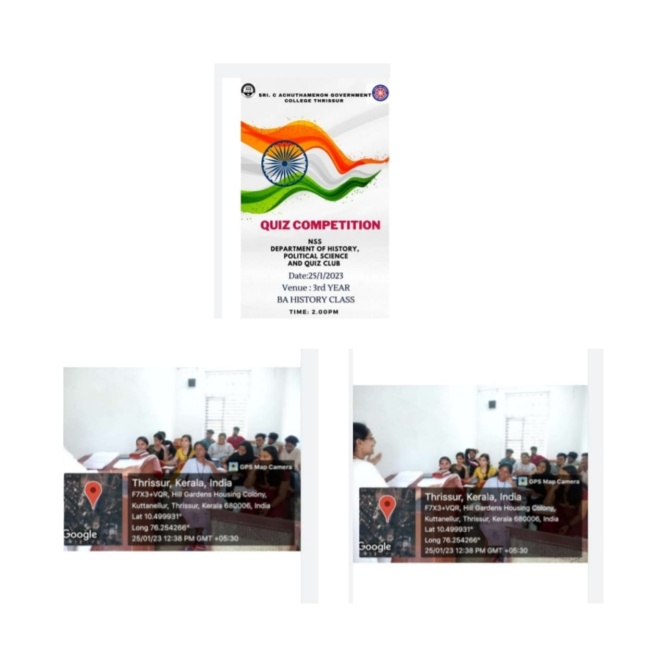 SRI. C ACHUTHAMENON GOVERNMENT
COLLEGE THRISSUR
QUIZ COMPETITION
NSS
DEPARTMENT OF HISTORY,
POLITICAL SCIENCE
AND QUIZ CLUB
Date:25/1/2023
Venue : 3rd YEAR
BA HISTORY CLASS
TIME: 2.00PM
GPS Map Camera
Thrissur, Kerala, India
F7X3+VQR, Hill Gardens Housing Colony,
Kuttanellur, Thrissur, Kerala 680006, India
Lat 10.499931°
Long 76.254266°
25/01/23 12:38 PM GMT +05:30
Google
GPS Map Camera
Thrissur, Kerala, India
F7X3+VQR, Hill Gardens Housing Colony,
Kuttanellur, Thrissur, Kerala 680006, India
Lat 10.499931°
Long 76.254266°
25/01/23 12:38 PM GMT +05:30
Google